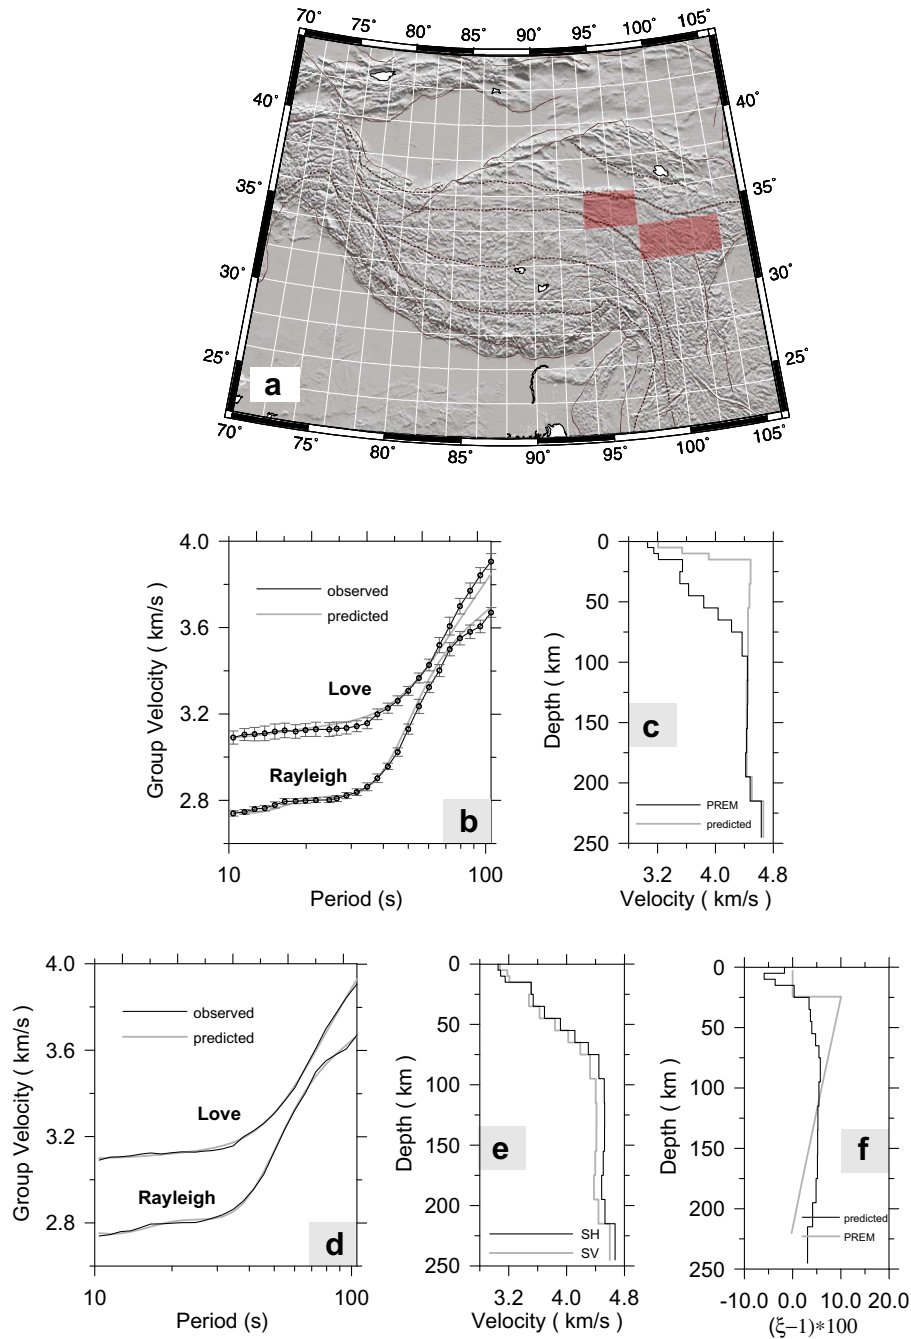 70° 75° 80° 85° 90° 95° 100° 105°
40° 40°
35° 35°
30° 30°
25° 25°
a
70° 75° 80° 85° 90° 95° 100° 105°
4.0
3.6
3.2
2.8
Group Velocity ( km/s )
observed
predicted
Love
Rayleigh
b
10 100
Period (s)
0
50
100
150
200
250
Depth ( km )
c
PREM
predicted
3.2 4.0 4.8
Velocity ( km/s )
4.0
3.6
3.2
2.8
Group Velocity ( km/s )
observed
predicted
Love
Rayleigh
d
10 100
Period (s)
0
50
100
150
200
250
Depth ( km )
e
SH
SV
3.2 4.0 4.8
Velocity ( km/s )
0
50
100
150
200
250
Depth ( km )
f
predicted
PREM
-10.0 0.0 10.0 20.0
(ξ−1)*100